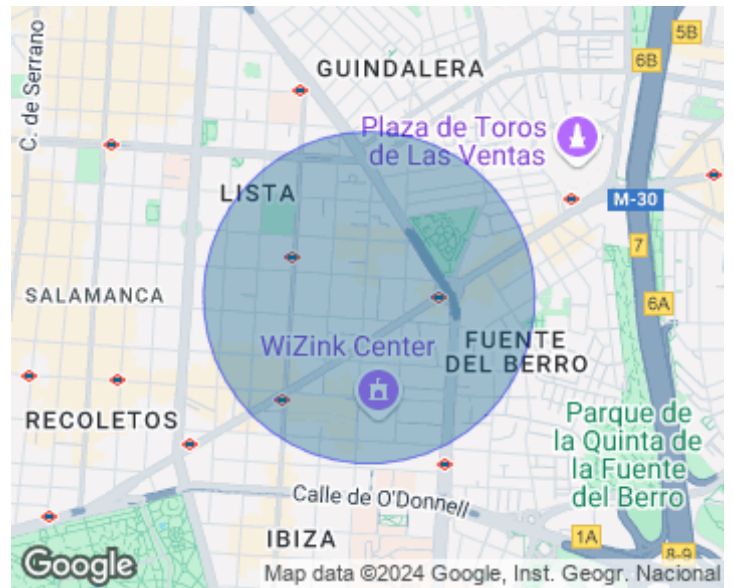 5B
6B
C. de Serrano
GUINDALERA
Plaza de Toros
de Las Ventas
LISTA
M-30
7
SALAMANCA
6A
WiZink Center
FUENTE
DEL BERRO
RECOLETOS
Parque de
la Quinta de
la Fuente
del Berro
Calle de O'Donnell
IBIZA
1A
8-9
Google
Map data ©2024 Google, Inst. Geogr. Nacional